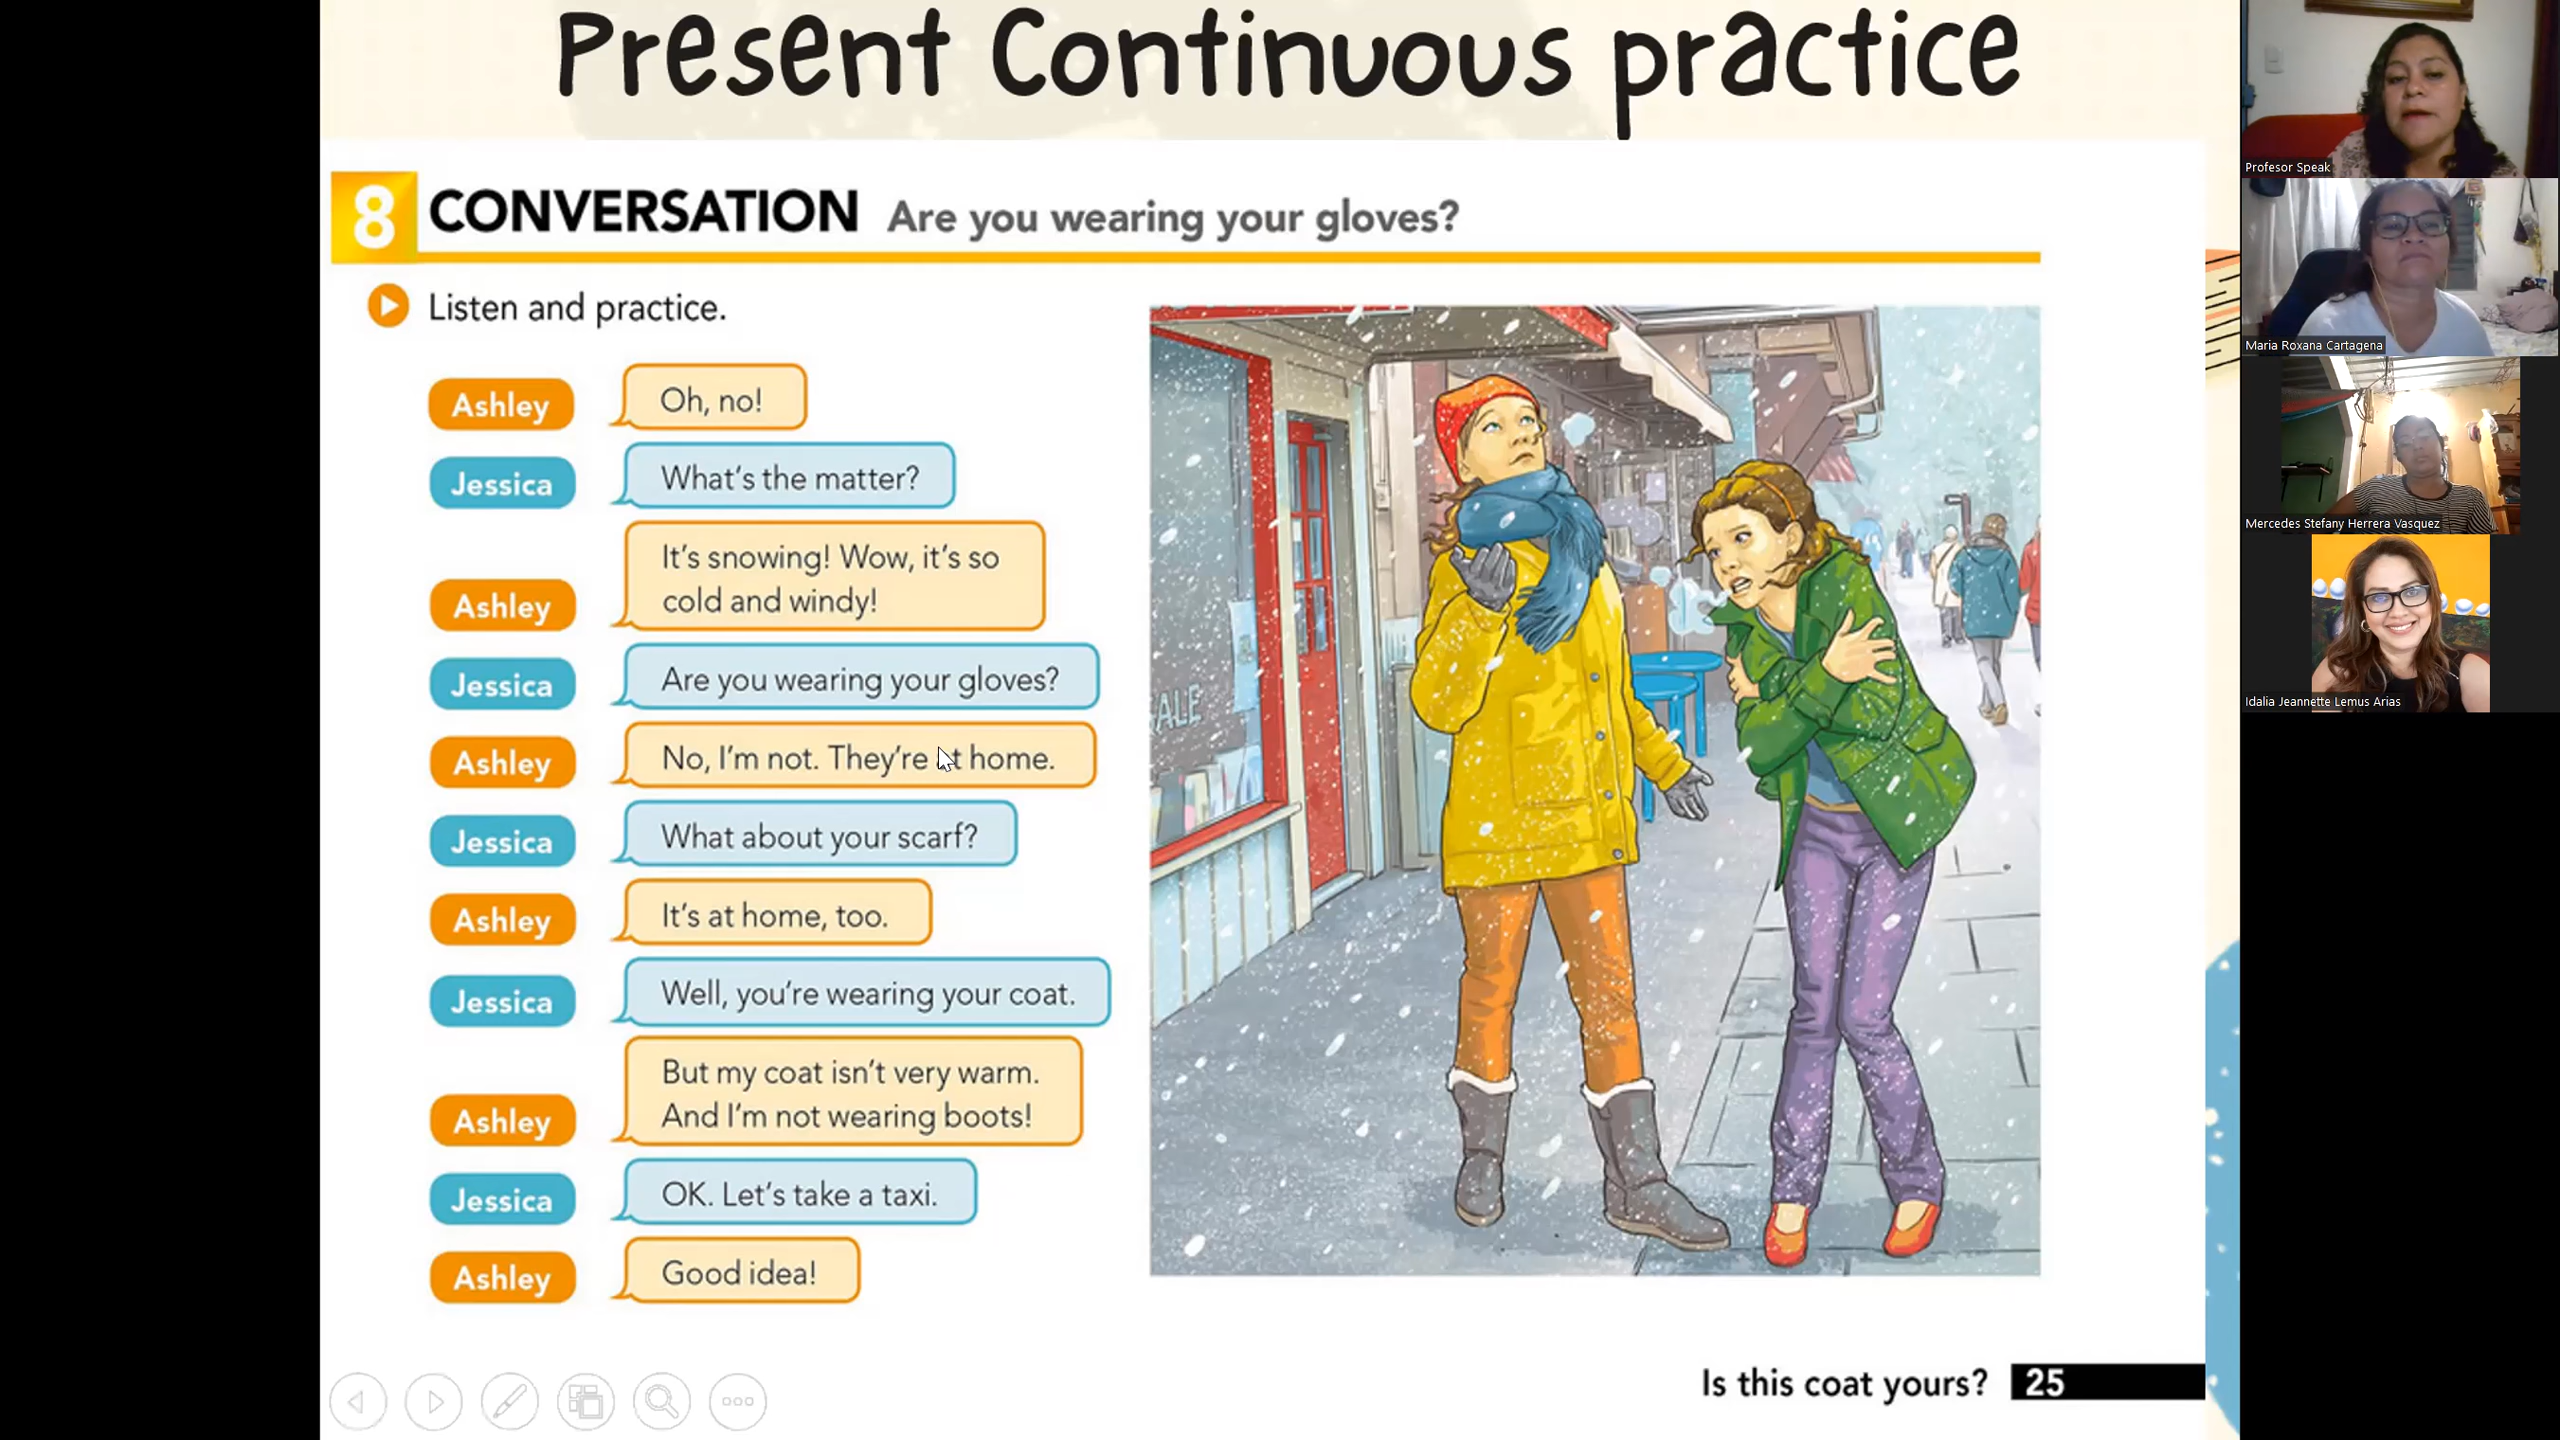 Present Continuous practice
8 CONVERSATION Are you wearing your gloves?
Listen and practice.
Ashley Oh, no!
Jessica What's the matter?
Ashley It's snowing! Wow, it's so
cold and windy!
Jessica Are you wearing your gloves?
Ashley No, I'm not. They're at home.
Jessica What about your scarf?
Ashley It's at home, too.
Jessica Well, you're wearing your coat.
Ashley But my coat isn't very warm.
And I'm not wearing boots!
Jessica OK. Let's take a taxi.
Ashley Good idea!
ALE
Is this coat yours? 25
Profesor Speak
Maria Roxana Cartagena
Mercedes Stefany Herrera Vasquez
Idalia Jeannette Lemus Arias